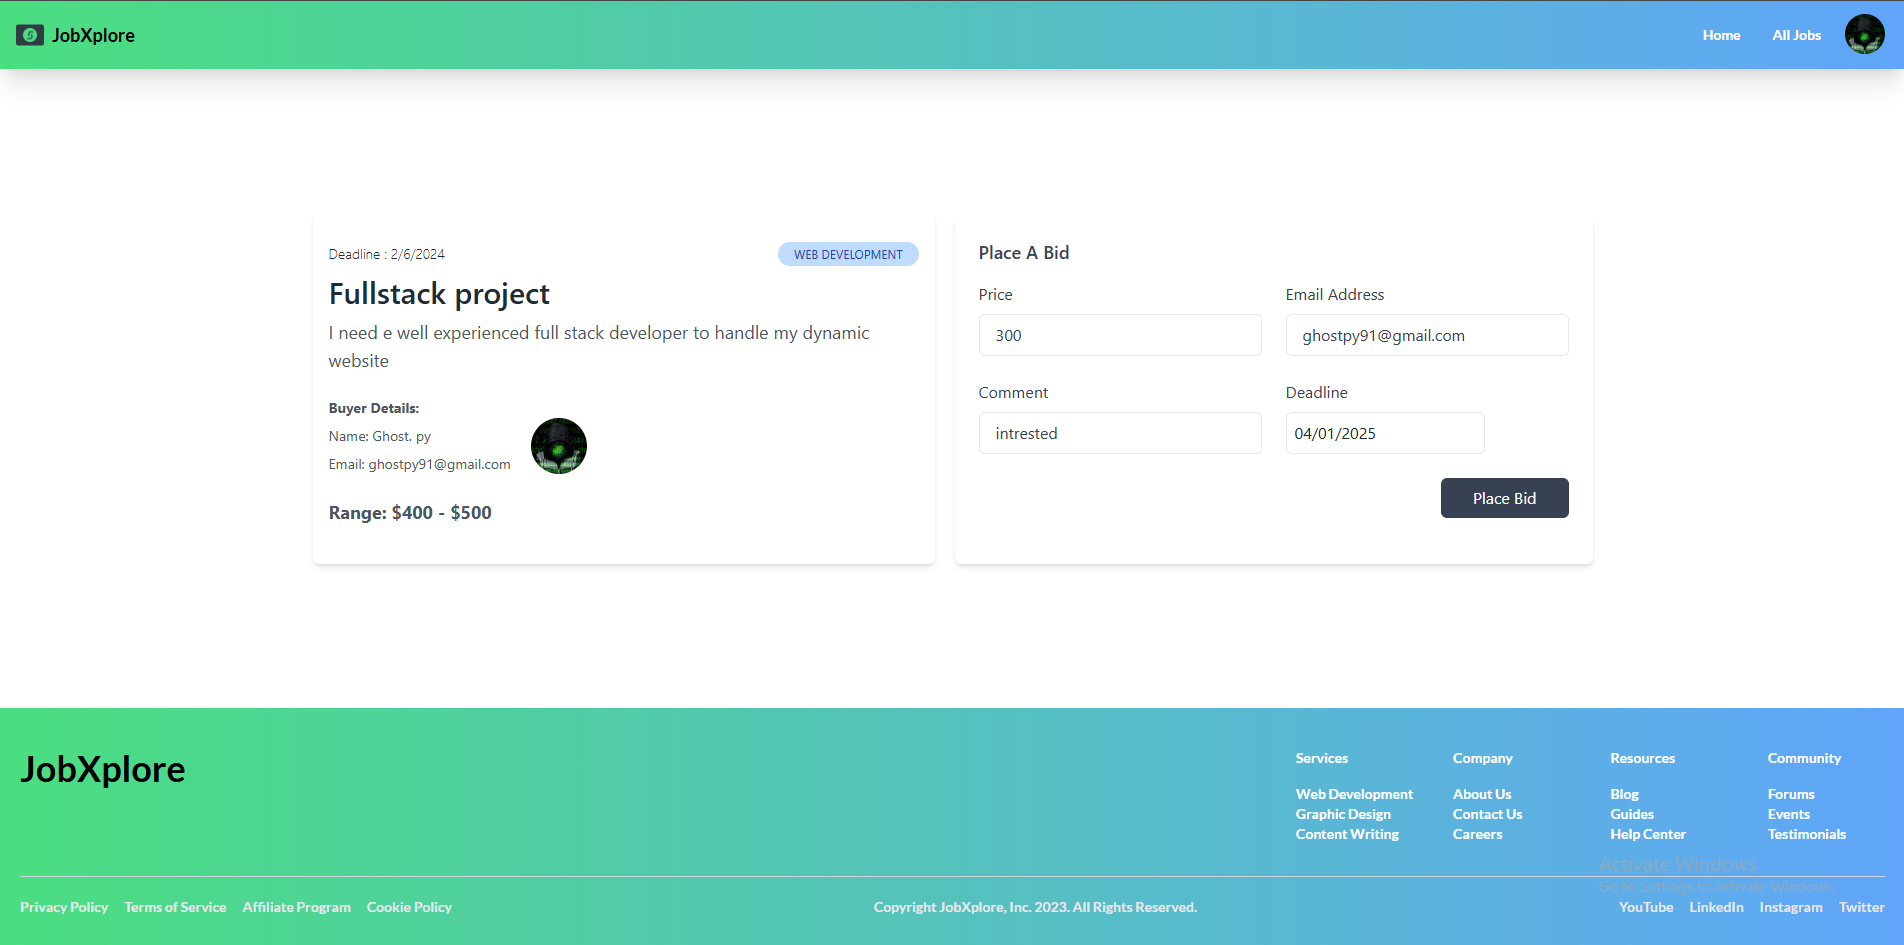 JobXplore
Home
All Jobs
Deadline : 2/6/2024
WEB DEVELOPMENT
Fullstack project
I need e well experienced full stack developer to handle my dynamic
website
Buyer Details:
Name: Ghost. py
Email: ghostpy91@gmail.com
Range: $400 - $500
Place A Bid
Price
Email Address
300
ghostpy91@gmail.com
Comment
Deadline
intrested
04/01/2025
Place Bid
JobXplore
Services
Web Development
Graphic Design
Content Writing
Company
About Us
Contact Us
Careers
Resources
Blog
Guides
Help Center
Community
Forums
Events
Testimonials
Activate Windows
Go to Settings to activate Windows.
Privacy Policy
Terms of Service
Affiliate Program
Cookie Policy
Copyright JobXplore, Inc. 2023. All Rights Reserved.
YouTube
LinkedIn
Instagram
Twitter